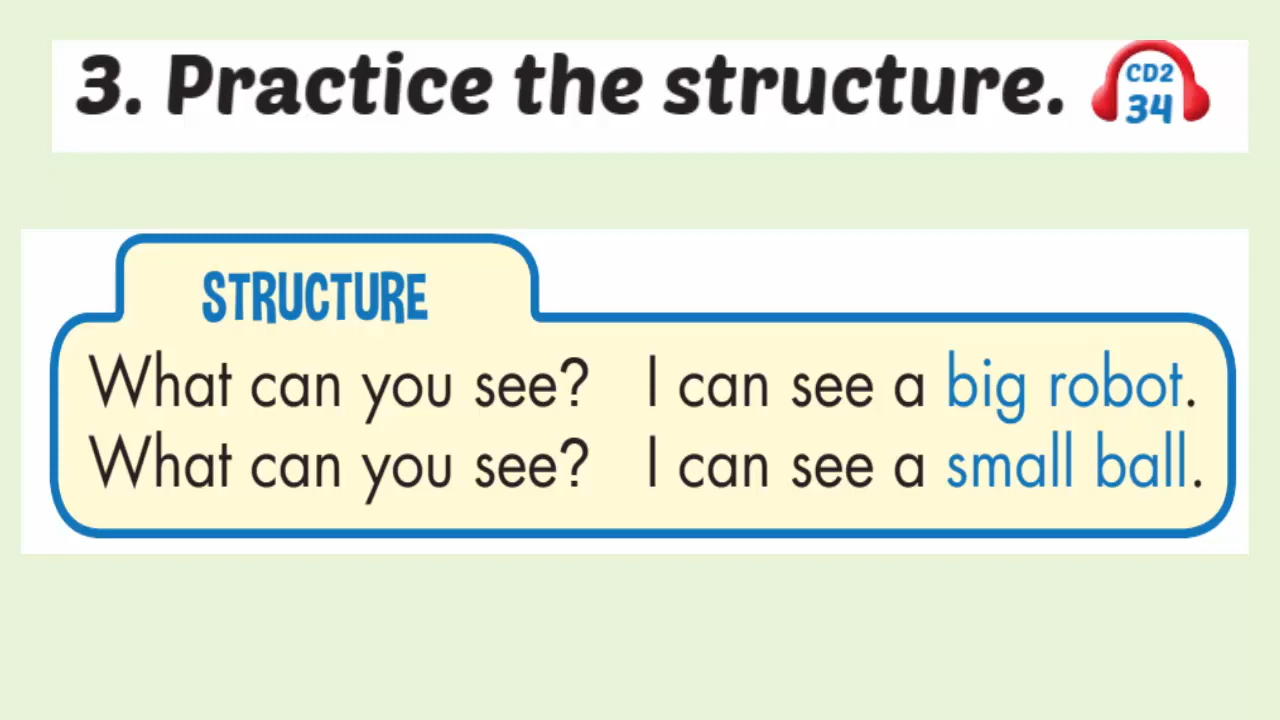 3. Practice the structure.
CD2
34
STRUCTURE
What can you see? I can see a big robot.
What can you see? I can see a small ball.